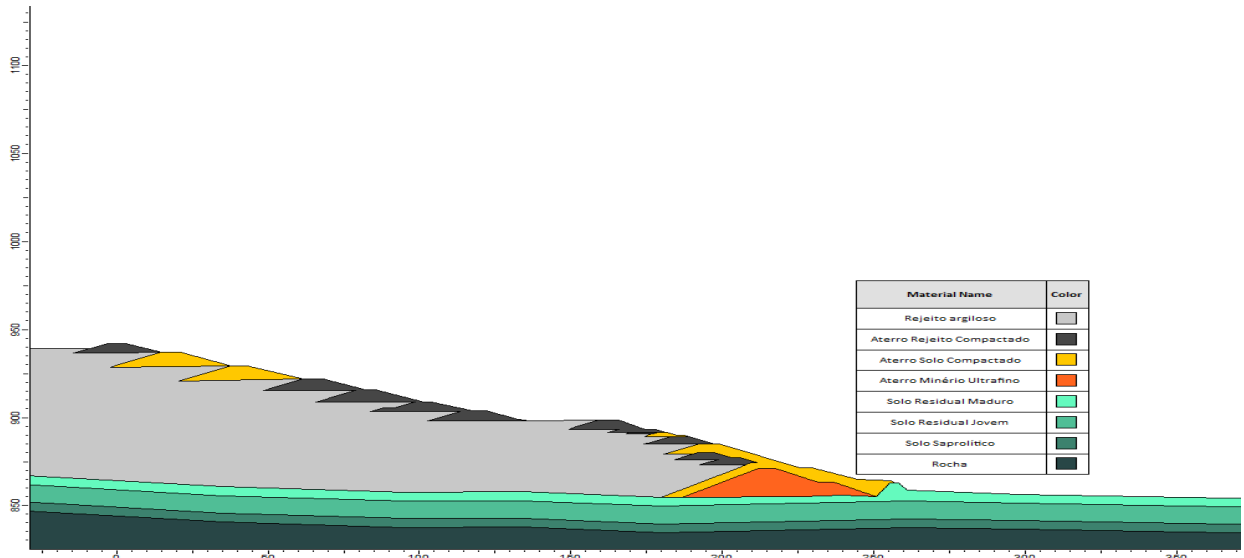 1100
1050
1000
950
900
850
Material Name Color
Rejeito argiloso
Aterro Rejeito Compactado
Aterro Solo Compactado
Aterro Minério Ultrafino
Solo Residual Maduro
Solo Residual Jovem
Solo Saprolítico
Rocha
0 50 100 150 200 250 300 350